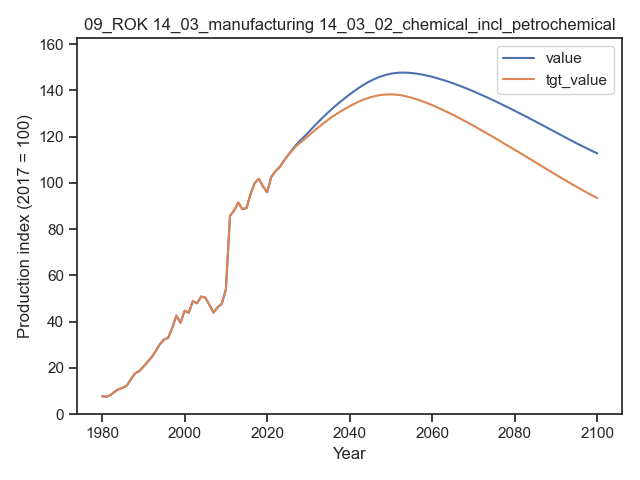 09_ROK 14_03_manufacturing 14_03_02_chemical_incl_petrochemical
value
tgt_value
Production index (2017 = 100)
160
140
120
100
80
60
40
20
0
1980 2000 2020 2040 2060 2080 2100
Year